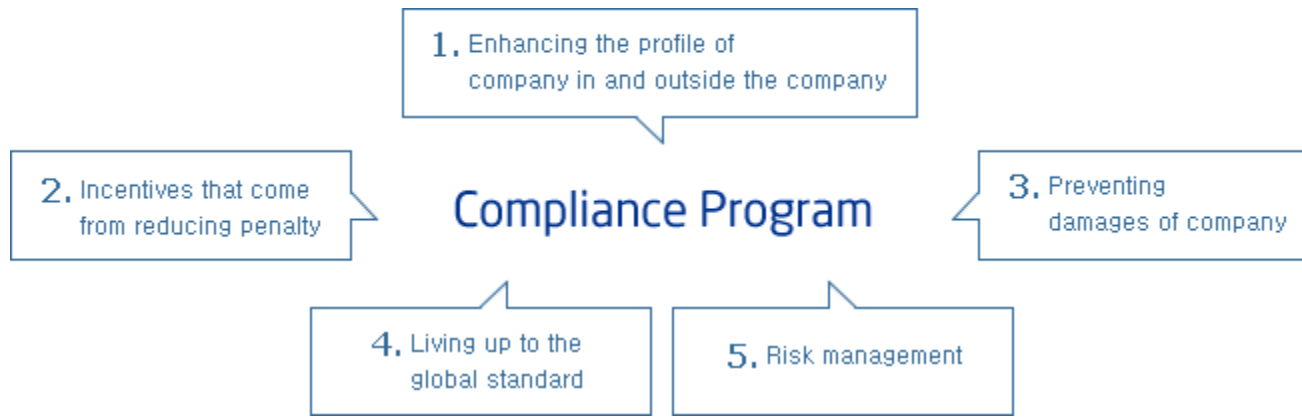 1. Enhancing the profile of
company in and outside the company
2. Incentives that come
from reducing penalty
Compliance Program
3. Preventing
damages of company
4. Living up to the
global standard
5. Risk management